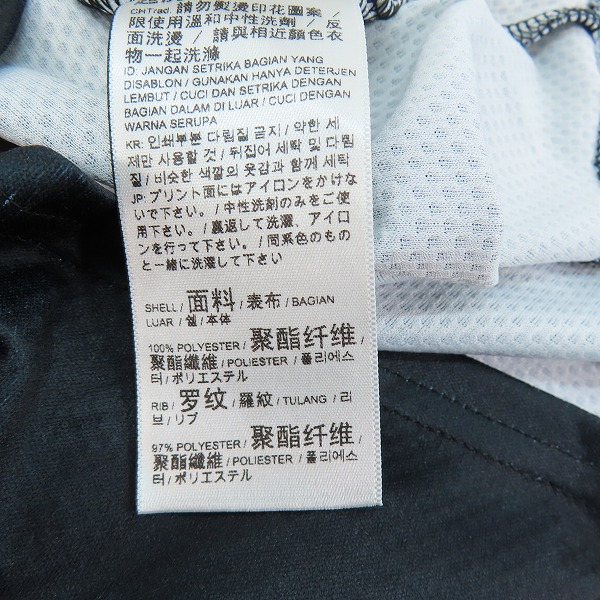 CHTrad. 請勿熨燙印花圖案 /
限使用溫和中性洗劑 / 反
面洗燙 / 請與相近顏色衣
物一起洗滌
ID: JANGAN SETRIKA BAGIAN YANG
DISABLON / GUNAKAN HANYA DETERJEN
LEMBUT / CUCI DAN SETRIKA DENGAN
BAGIAN DALAM DI LUAR / CUCI DENGAN
WARNA SERUPA
KR: 인쇄부분 다림질 금지 / 약한 세
제만 사용할 것 / 뒤집어 세탁 및 다림
질 / 비슷한 색깔의 옷감과 함께 세탁
JP: プリント面にはアイロンをかけな
いで下さい。 / 中性洗剤のみをご使
用下さい。 / 裏返して洗濯、アイロ
ンを行って下さい。 / 同系色のもの
と一緒に洗濯して下さい
SHELL / 面料 / 表布 / BAGIAN
LUAR / 쉘 / 本体
100% POLYESTER / 聚酯纤维 /
聚酯纖維 / POLIESTER / 폴리에스
터 / ポリエステル
RIB / 罗纹 / 羅紋 / TULANG / 리
브 / リブ
97% POLYESTER / 聚酯纤维 /
聚酯纖維 / POLIESTER / 폴리에스
터 / ポリエステル